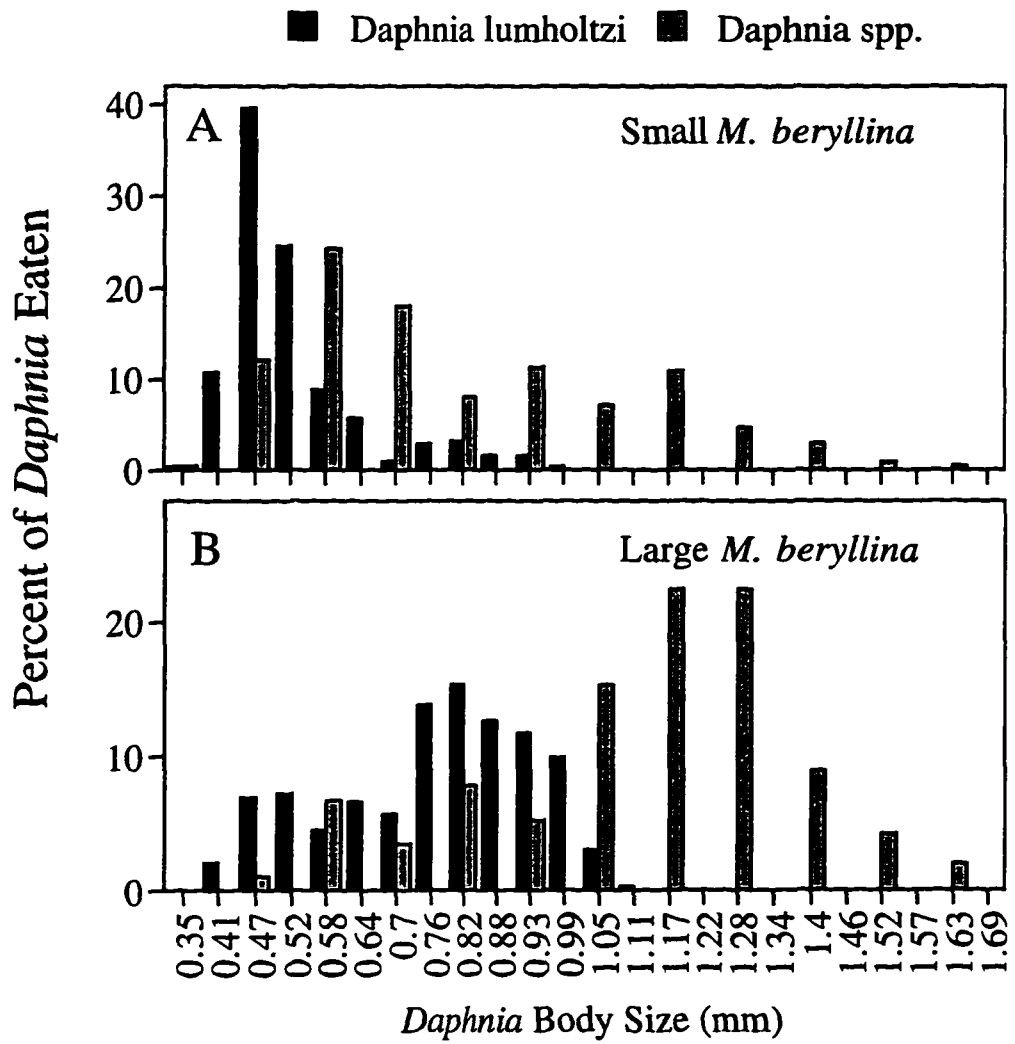 Daphnia lumholtzi Daphnia spp.
A Small M. beryllina
40
30
20
10
0
B Large M. beryllina
20
10
0
Percent of Daphnia Eaten
0.35 0.41 0.47 0.52 0.58 0.64 0.7 0.76 0.82 0.88 0.93 0.99 1.05 1.11 1.17 1.22 1.28 1.34 1.4 1.46 1.52 1.57 1.63 1.69
Daphnia Body Size (mm)